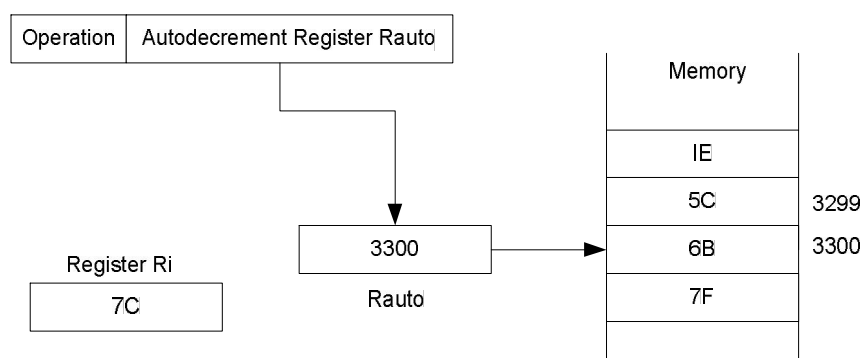 Operation Autodecrement Register Rauto
Memory
IE
5C 3299
3300 6B 3300
Register Ri
7C
Rauto
7F